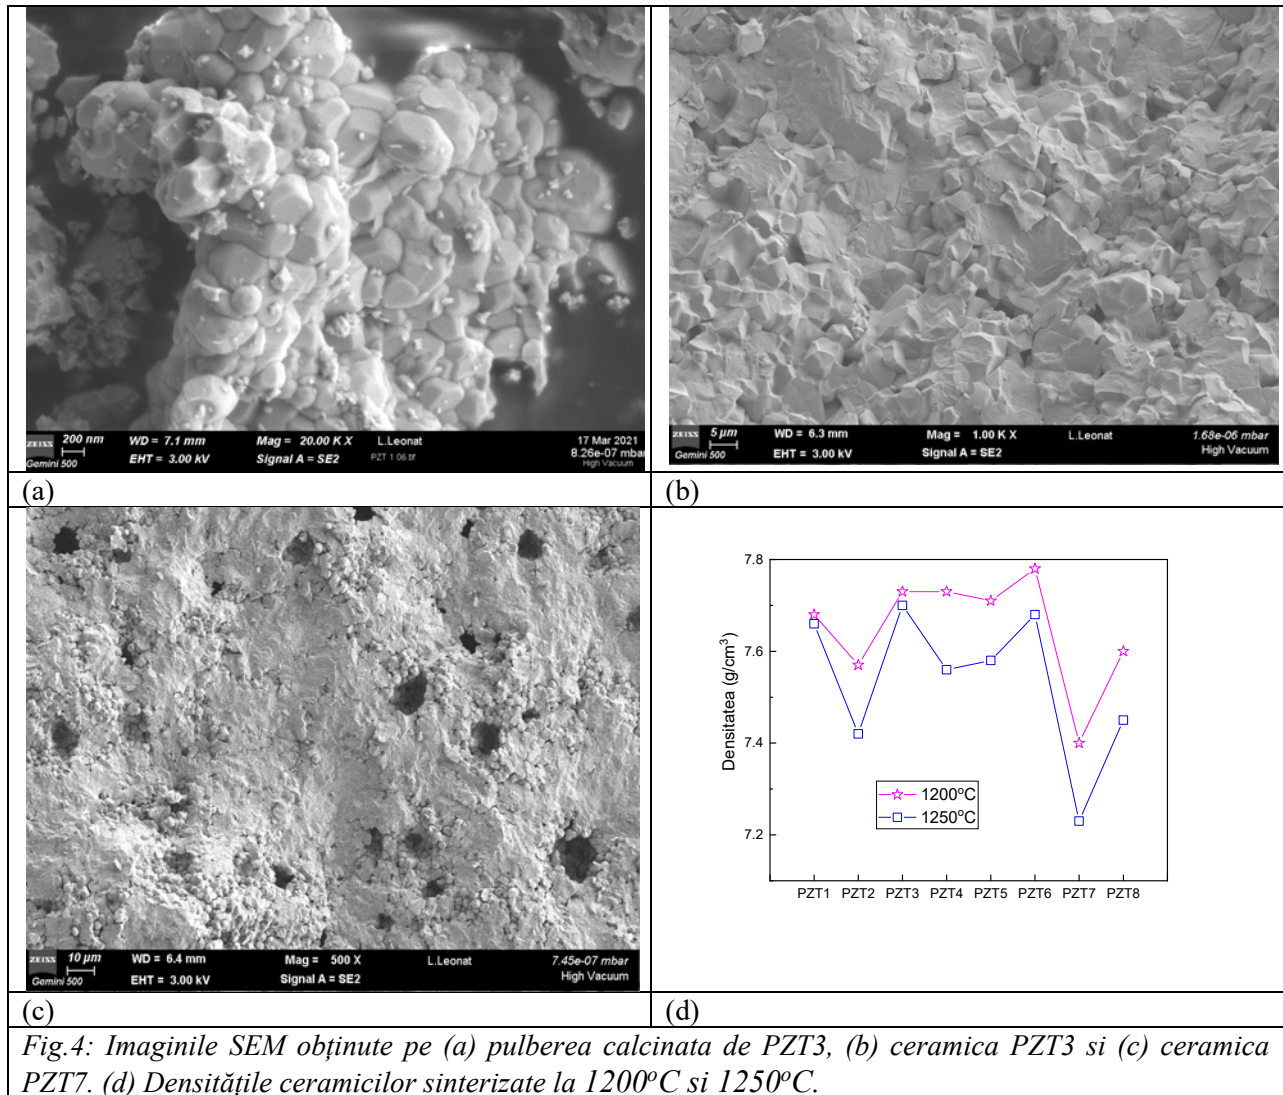 ZEISS
Gemini 500
200 nm
WD = 7.1 mm
EHT = 3.00 kV
Mag = 20.00 K X
Signal A = SE2
L.Leonat
PZT 1 06.tif
17 Mar 2021
8.26e-07 mbar
High Vacuum
ZEISS
Gemini 500
5 µm
WD = 6.3 mm
EHT = 3.00 kV
Mag = 1.00 K X
Signal A = SE2
L.Leonat
1.68e-06 mbar
High Vacuum
(a)
(b)
ZEISS
Gemini 500
10 µm
WD = 6.4 mm
EHT = 3.00 kV
Mag = 500 X
Signal A = SE2
L.Leonat
7.45e-07 mbar
High Vacuum
7.8
7.6
7.4
7.2
Densitatea (g/cm³)
1200°C
1250°C
PZT1 PZT2 PZT3 PZT4 PZT5 PZT6 PZT7 PZT8
(c)
(d)
Fig.4: Imaginile SEM obținute pe (a) pulberea calcinata de PZT3, (b) ceramica PZT3 si (c) ceramica
PZT7. (d) Densitățile ceramicilor sinterizate la 1200°C si 1250°C.